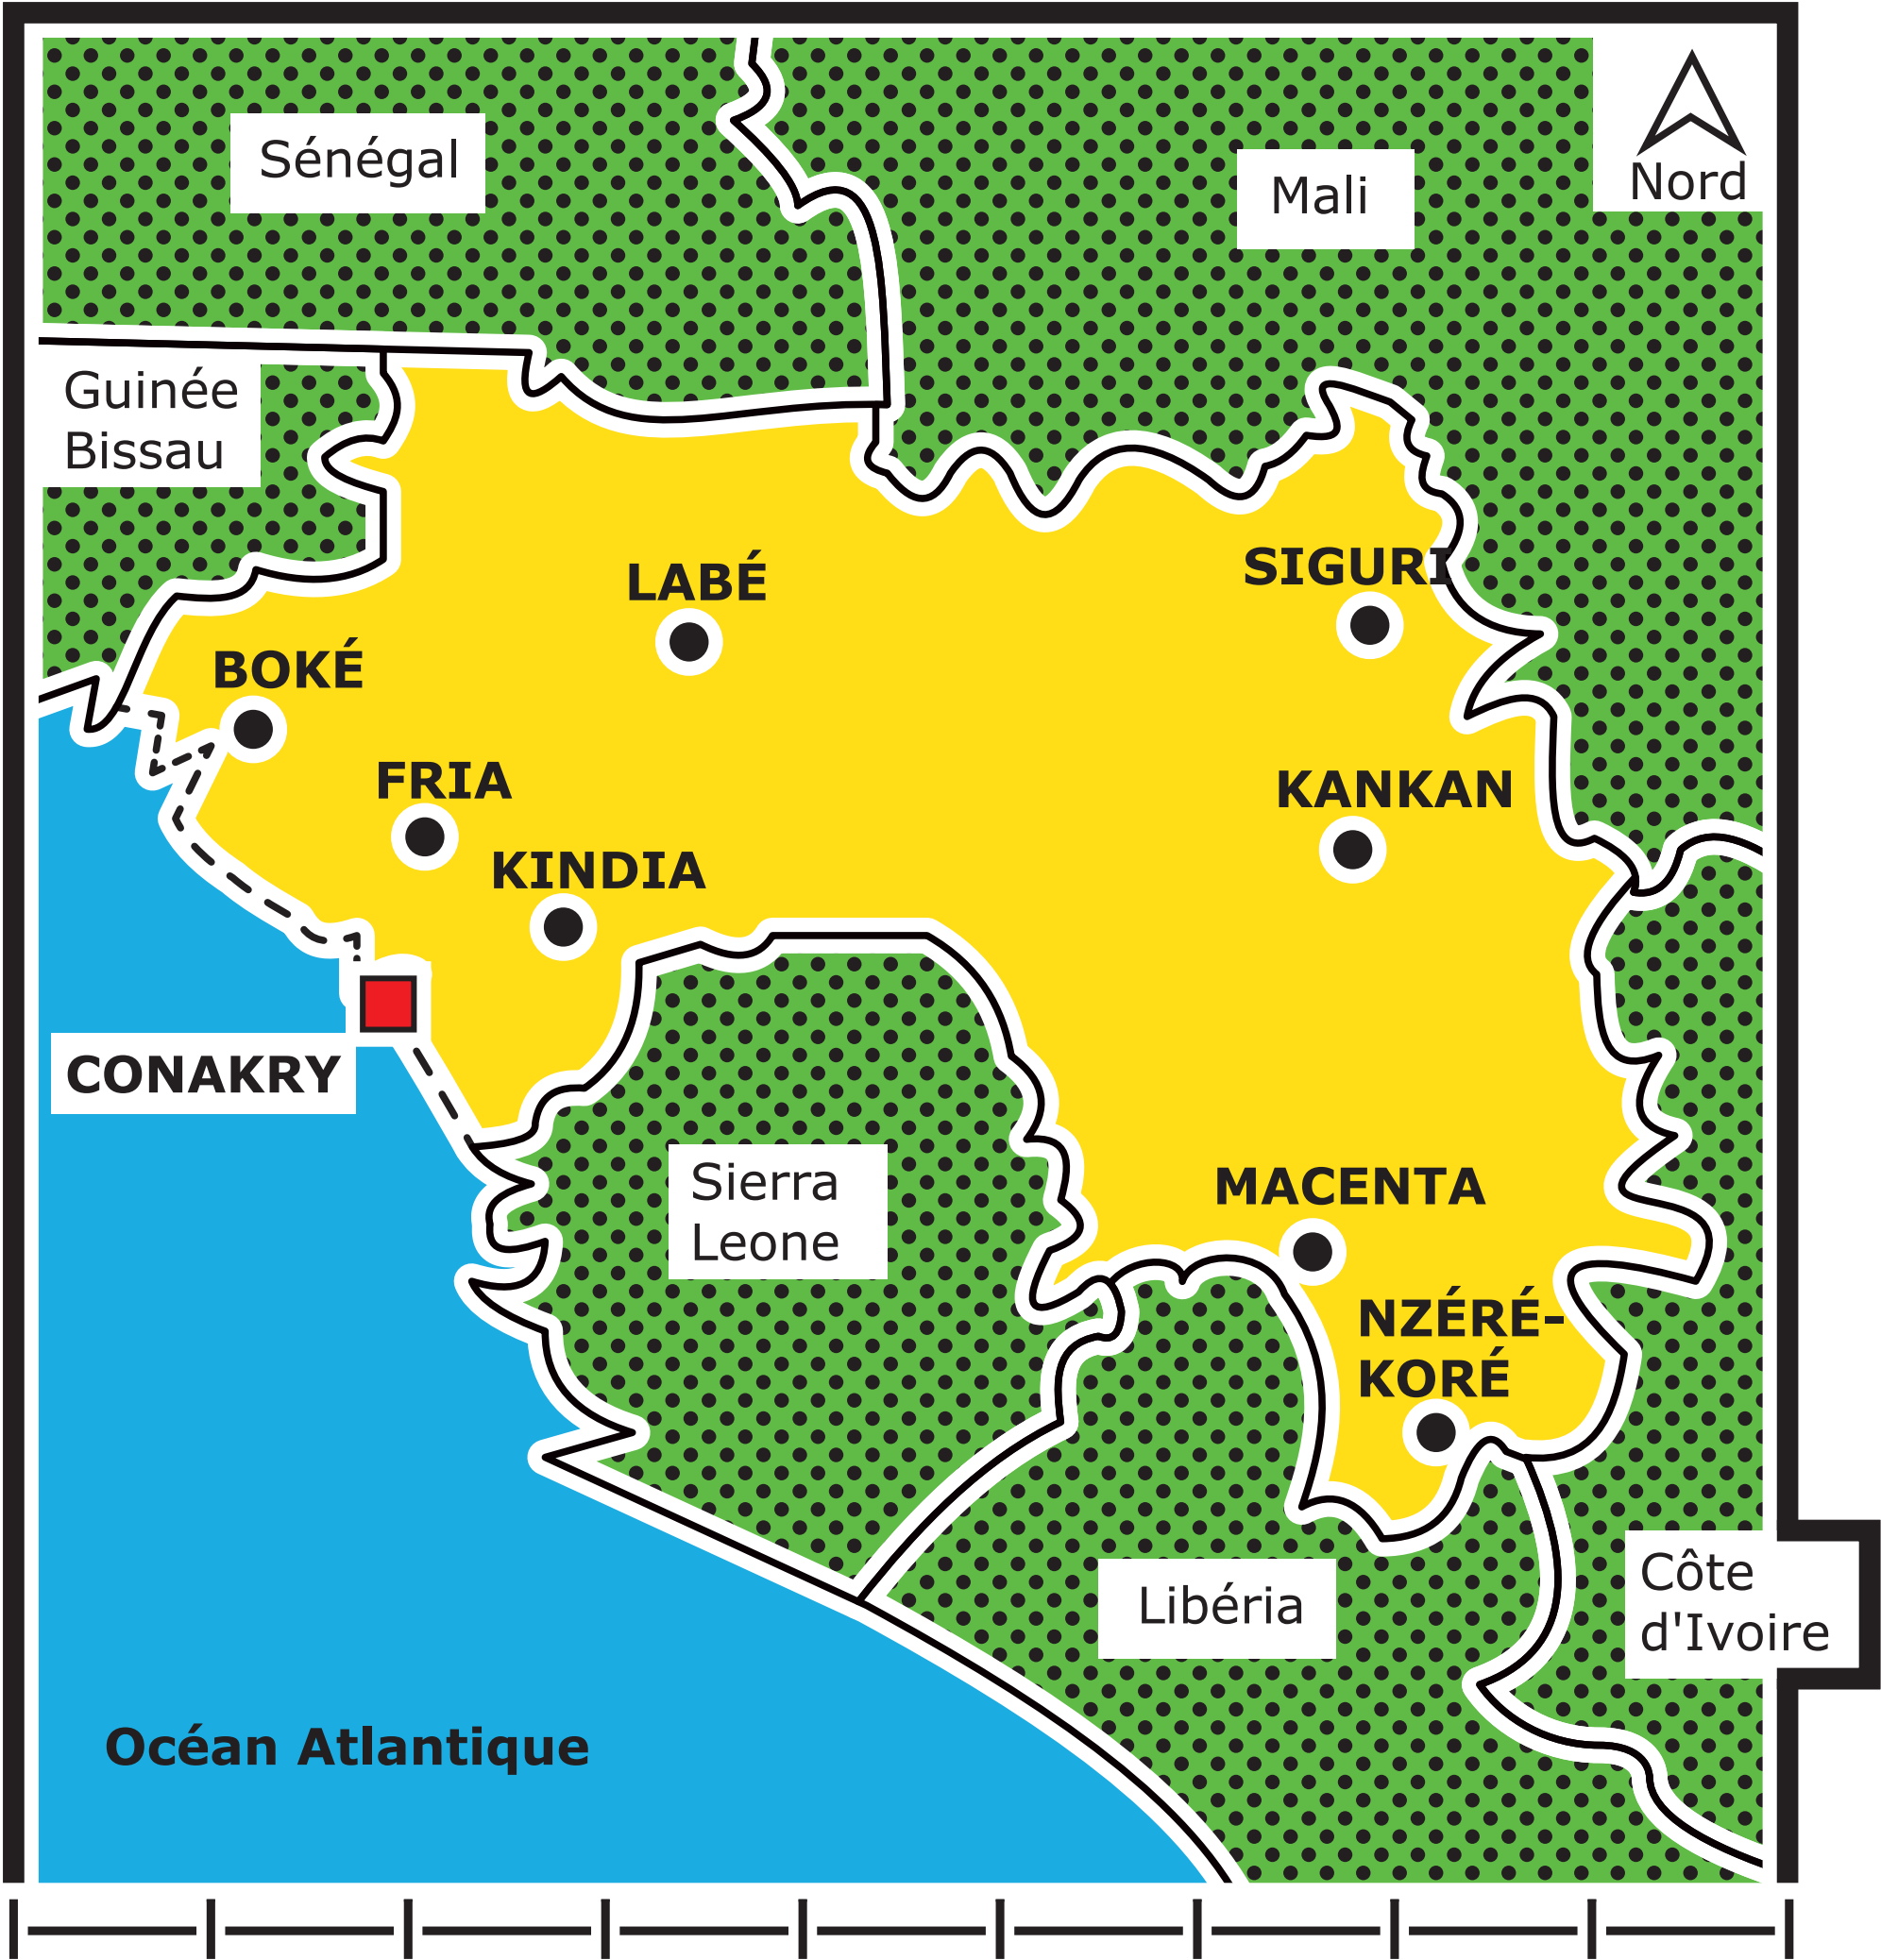 Sénégal
Mali
Nord
Guinée
Bissau
LABÉ
SIGURI
BOKÉ
FRIA
KANKAN
KINDIA
CONAKRY
Sierra
Leone
MACENTA
NZÉRÉ-
KORÉ
Côte
d'Ivoire
Libéria
Océan Atlantique